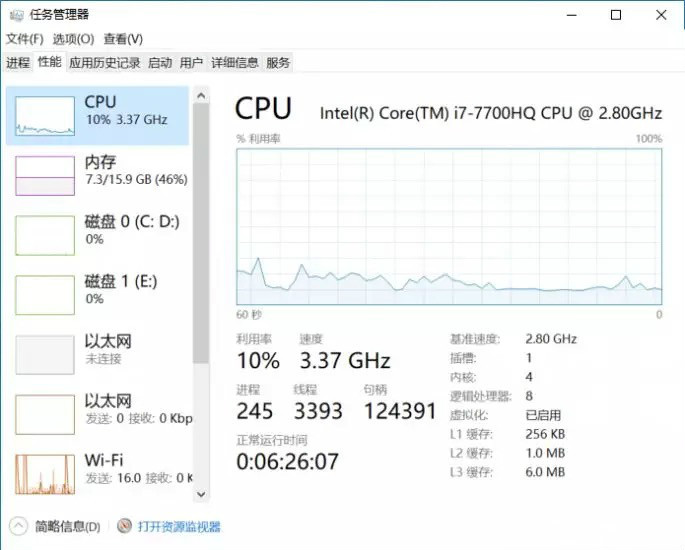 任务管理器
文件(F) 选项(O) 查看(V)
进程 性能 应用历史记录 启动 用户 详细信息 服务
CPU
10% 3.37 GHz
内存
7.3/15.9 GB (46%)
磁盘 0 (C: D:)
0%
磁盘 1 (E:)
0%
以太网
未连接
以太网
发送: 0 接收: 0 Kbp
Wi-Fi
发送: 16.0 接收: 0 K
CPU Intel(R) Core(TM) i7-7700HQ CPU @ 2.80GHz
% 利用率 100%
60 秒 0
利用率 速度
10% 3.37 GHz
进程 线程 句柄
245 3393 124391
正常运行时间
0:06:26:07
基准速度: 2.80 GHz
插槽: 1
内核: 4
逻辑处理器: 8
虚拟化: 已启用
L1 缓存: 256 KB
L2 缓存: 1.0 MB
L3 缓存: 6.0 MB
简略信息(D) 打开资源监视器